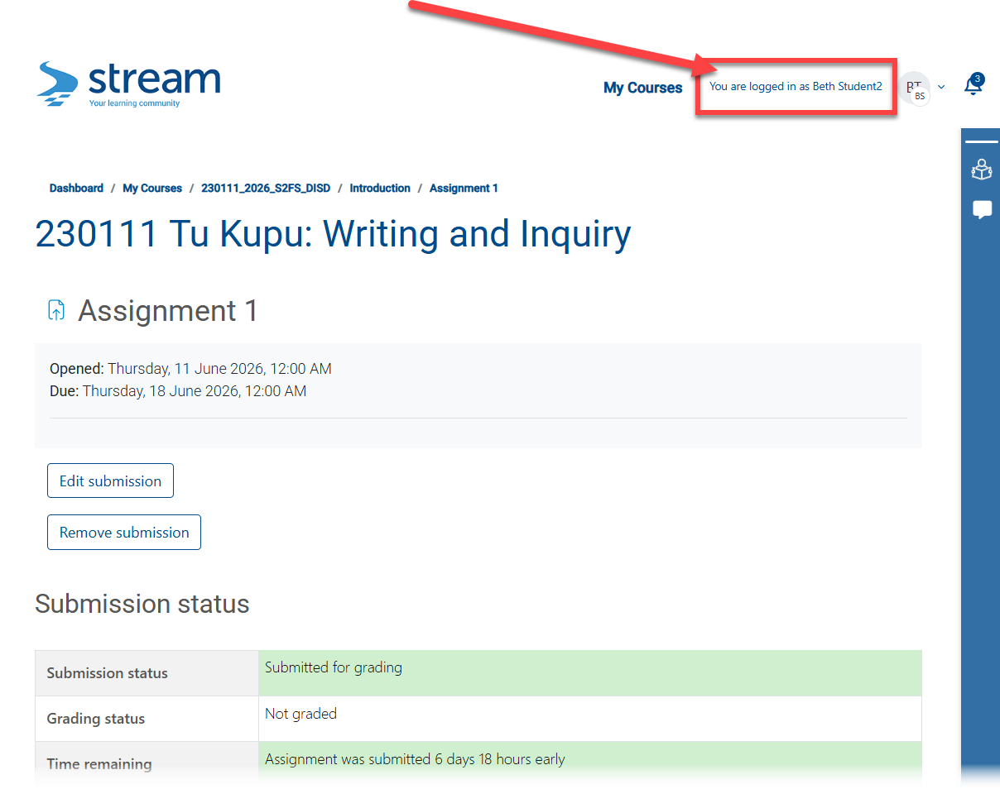 stream
Your learning community
My Courses
You are logged in as Beth Student2
BT
BS
3
Dashboard / My Courses / 230111_2026_S2FS_DISD / Introduction / Assignment 1
230111 Tu Kupu: Writing and Inquiry
Assignment 1
Opened: Thursday, 11 June 2026, 12:00 AM
Due: Thursday, 18 June 2026, 12:00 AM
Edit submission
Remove submission
Submission status
Submission status Submitted for grading
Grading status Not graded
Time remaining Assignment was submitted 6 days 18 hours early